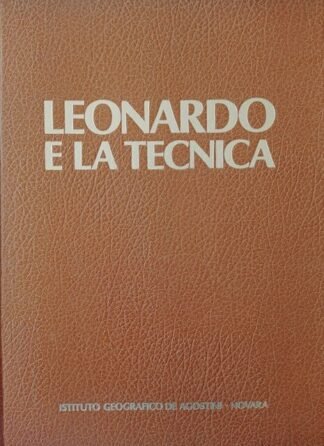 LEONARDO
E LA TECNICA
ISTITUTO GEOGRAFICO DE AGOSTINI - NOVARA